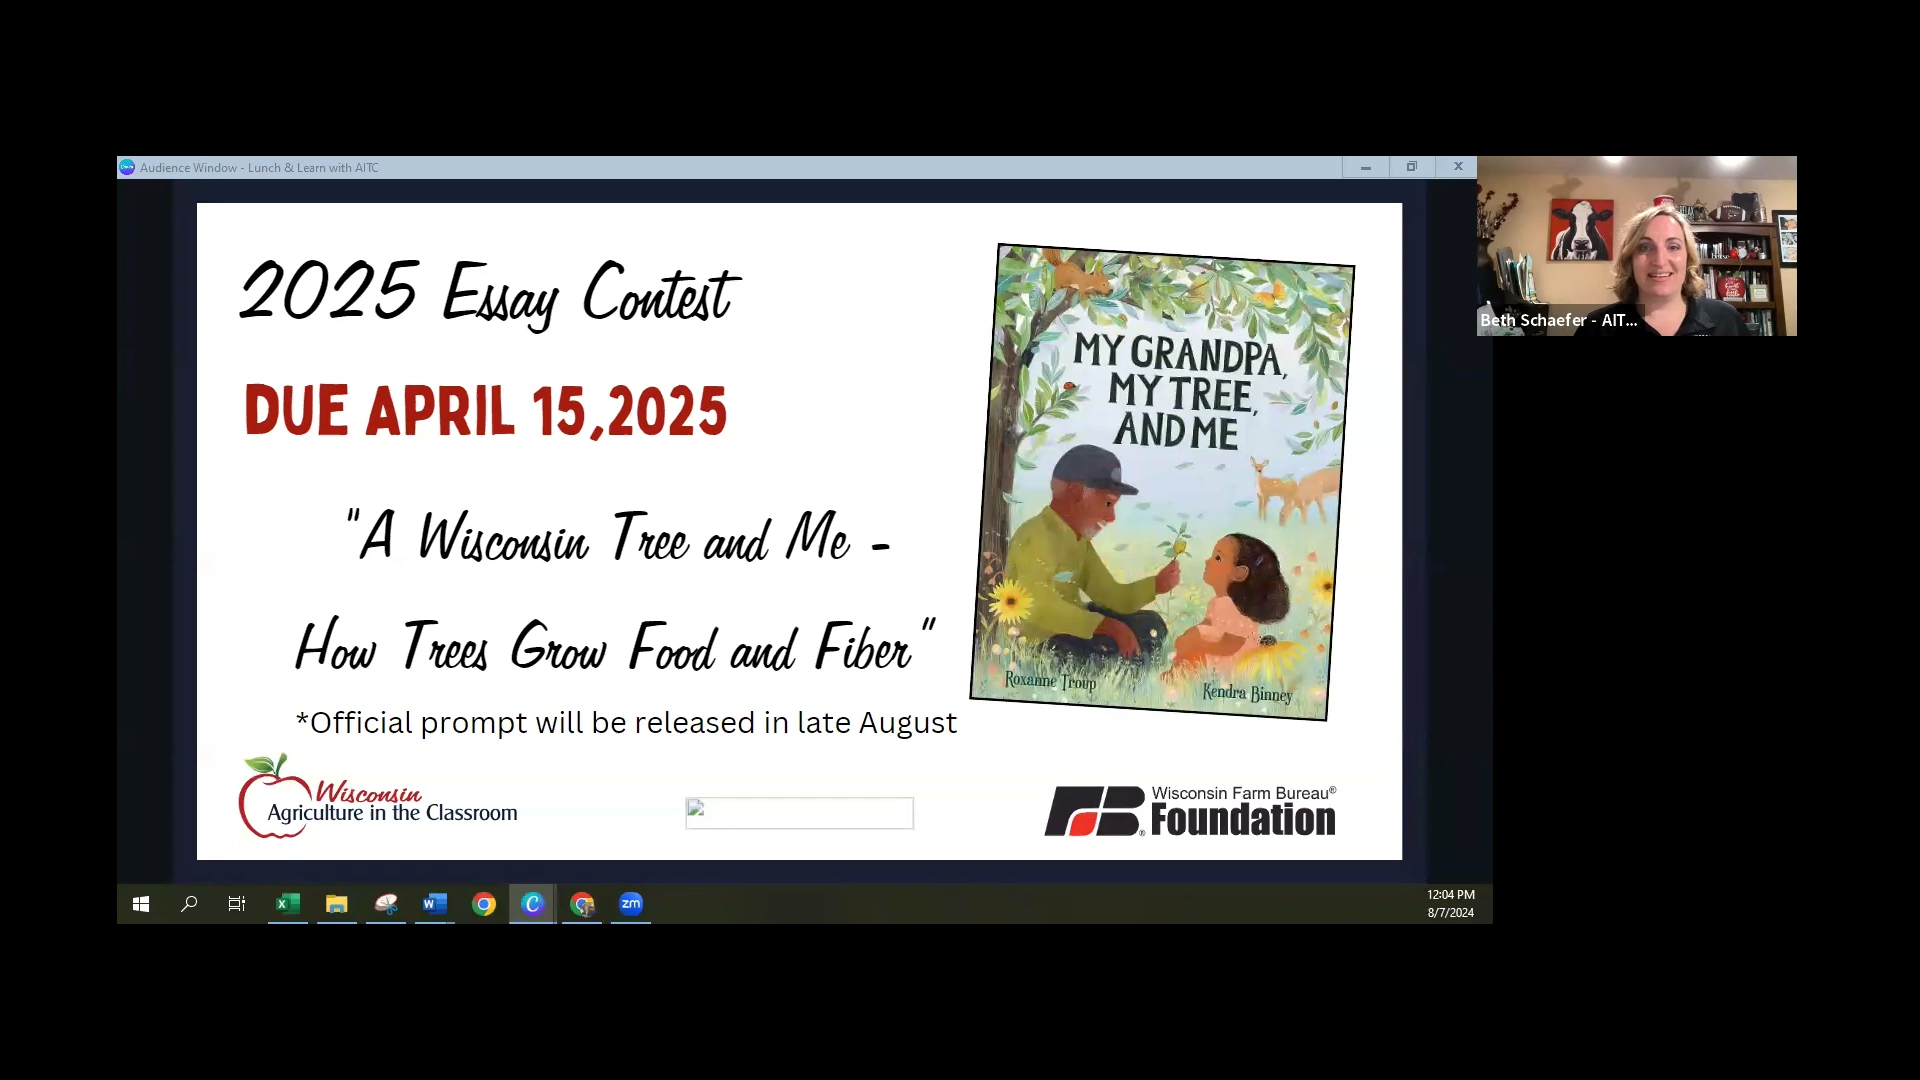 Audience Window - Lunch & Learn with AITC
2025 Essay Contest
DUE APRIL 15,2025
"A Wisconsin Tree and Me -
How Trees Grow Food and Fiber"
*Official prompt will be released in late August
MY GRANDPA,
MY TREE,
AND ME
Roxanne Troup
Kendra Binney
Wisconsin
Agriculture in the Classroom
Wisconsin Farm Bureau®
Foundation
Beth Schaefer - AIT...
zm
12:04 PM
8/7/2024